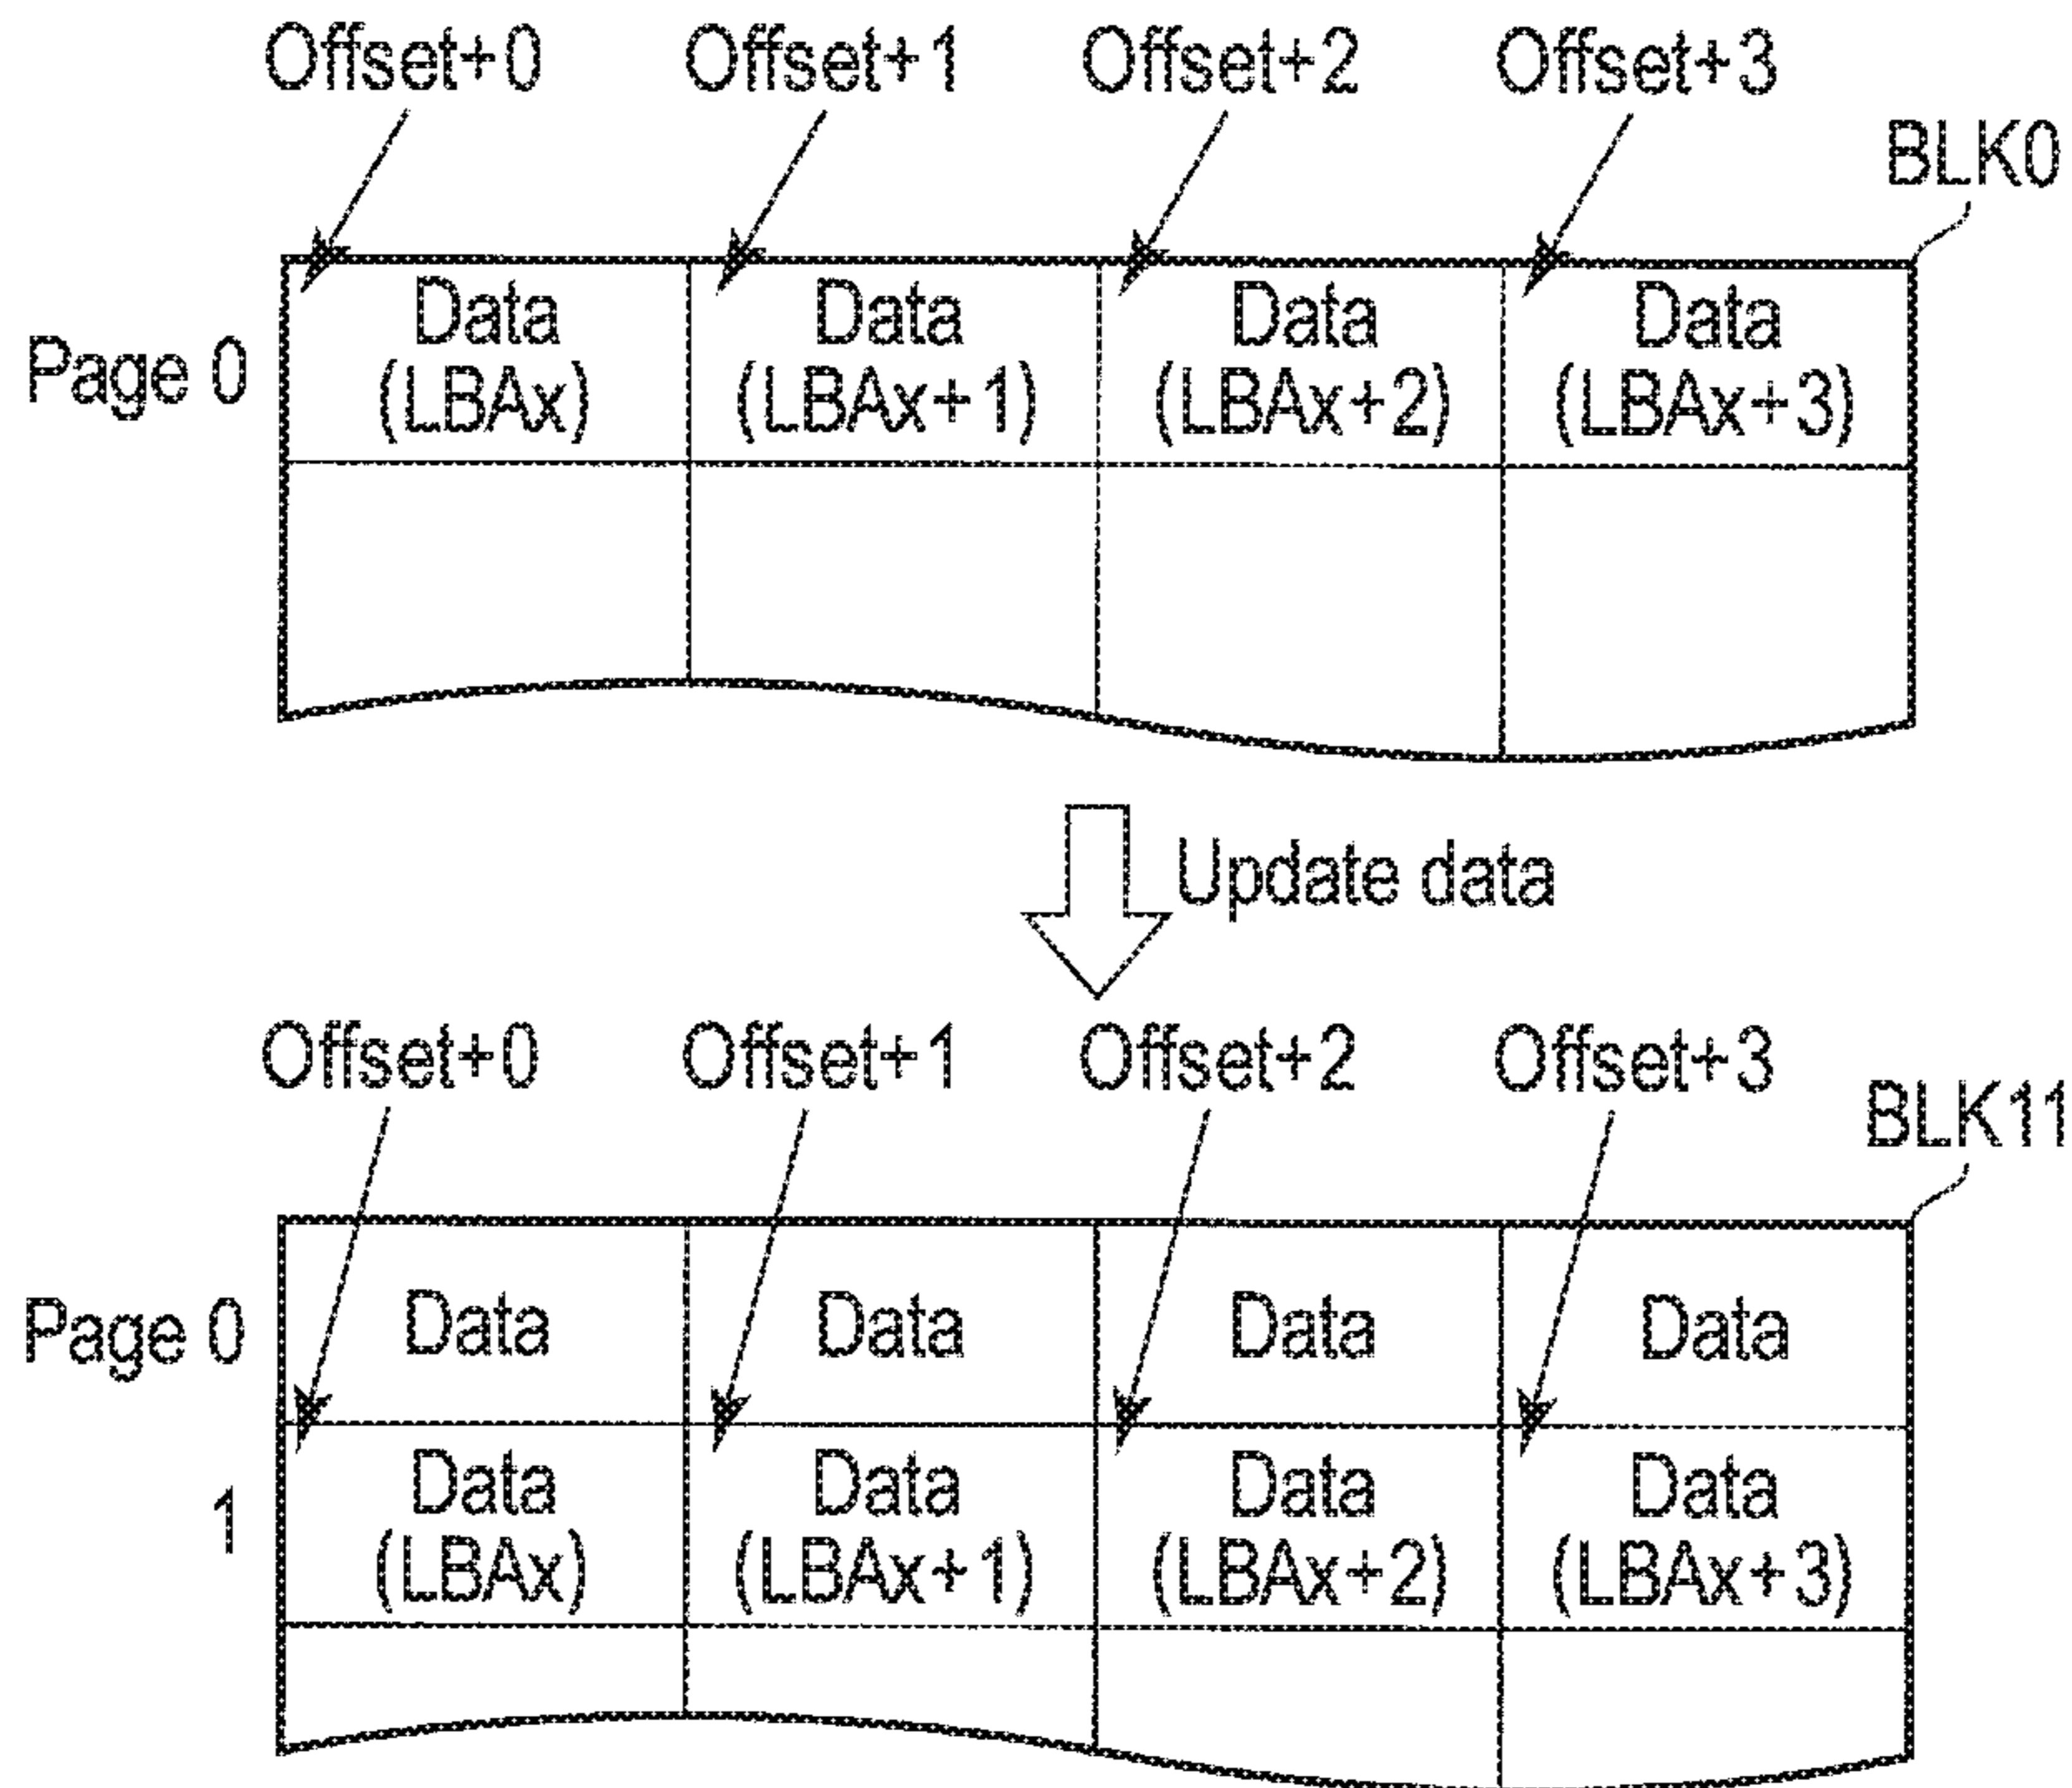 Offset+0 Offset+1 Offset+2 Offset+3
BLK0
Page 0
Data Data Data Data
(LBAx) (LBAx+1) (LBAx+2) (LBAx+3)
Update data
Offset+0 Offset+1 Offset+2 Offset+3
BLK11
Page 0 Data Data Data Data
1
Data Data Data Data
(LBAx) (LBAx+1) (LBAx+2) (LBAx+3)